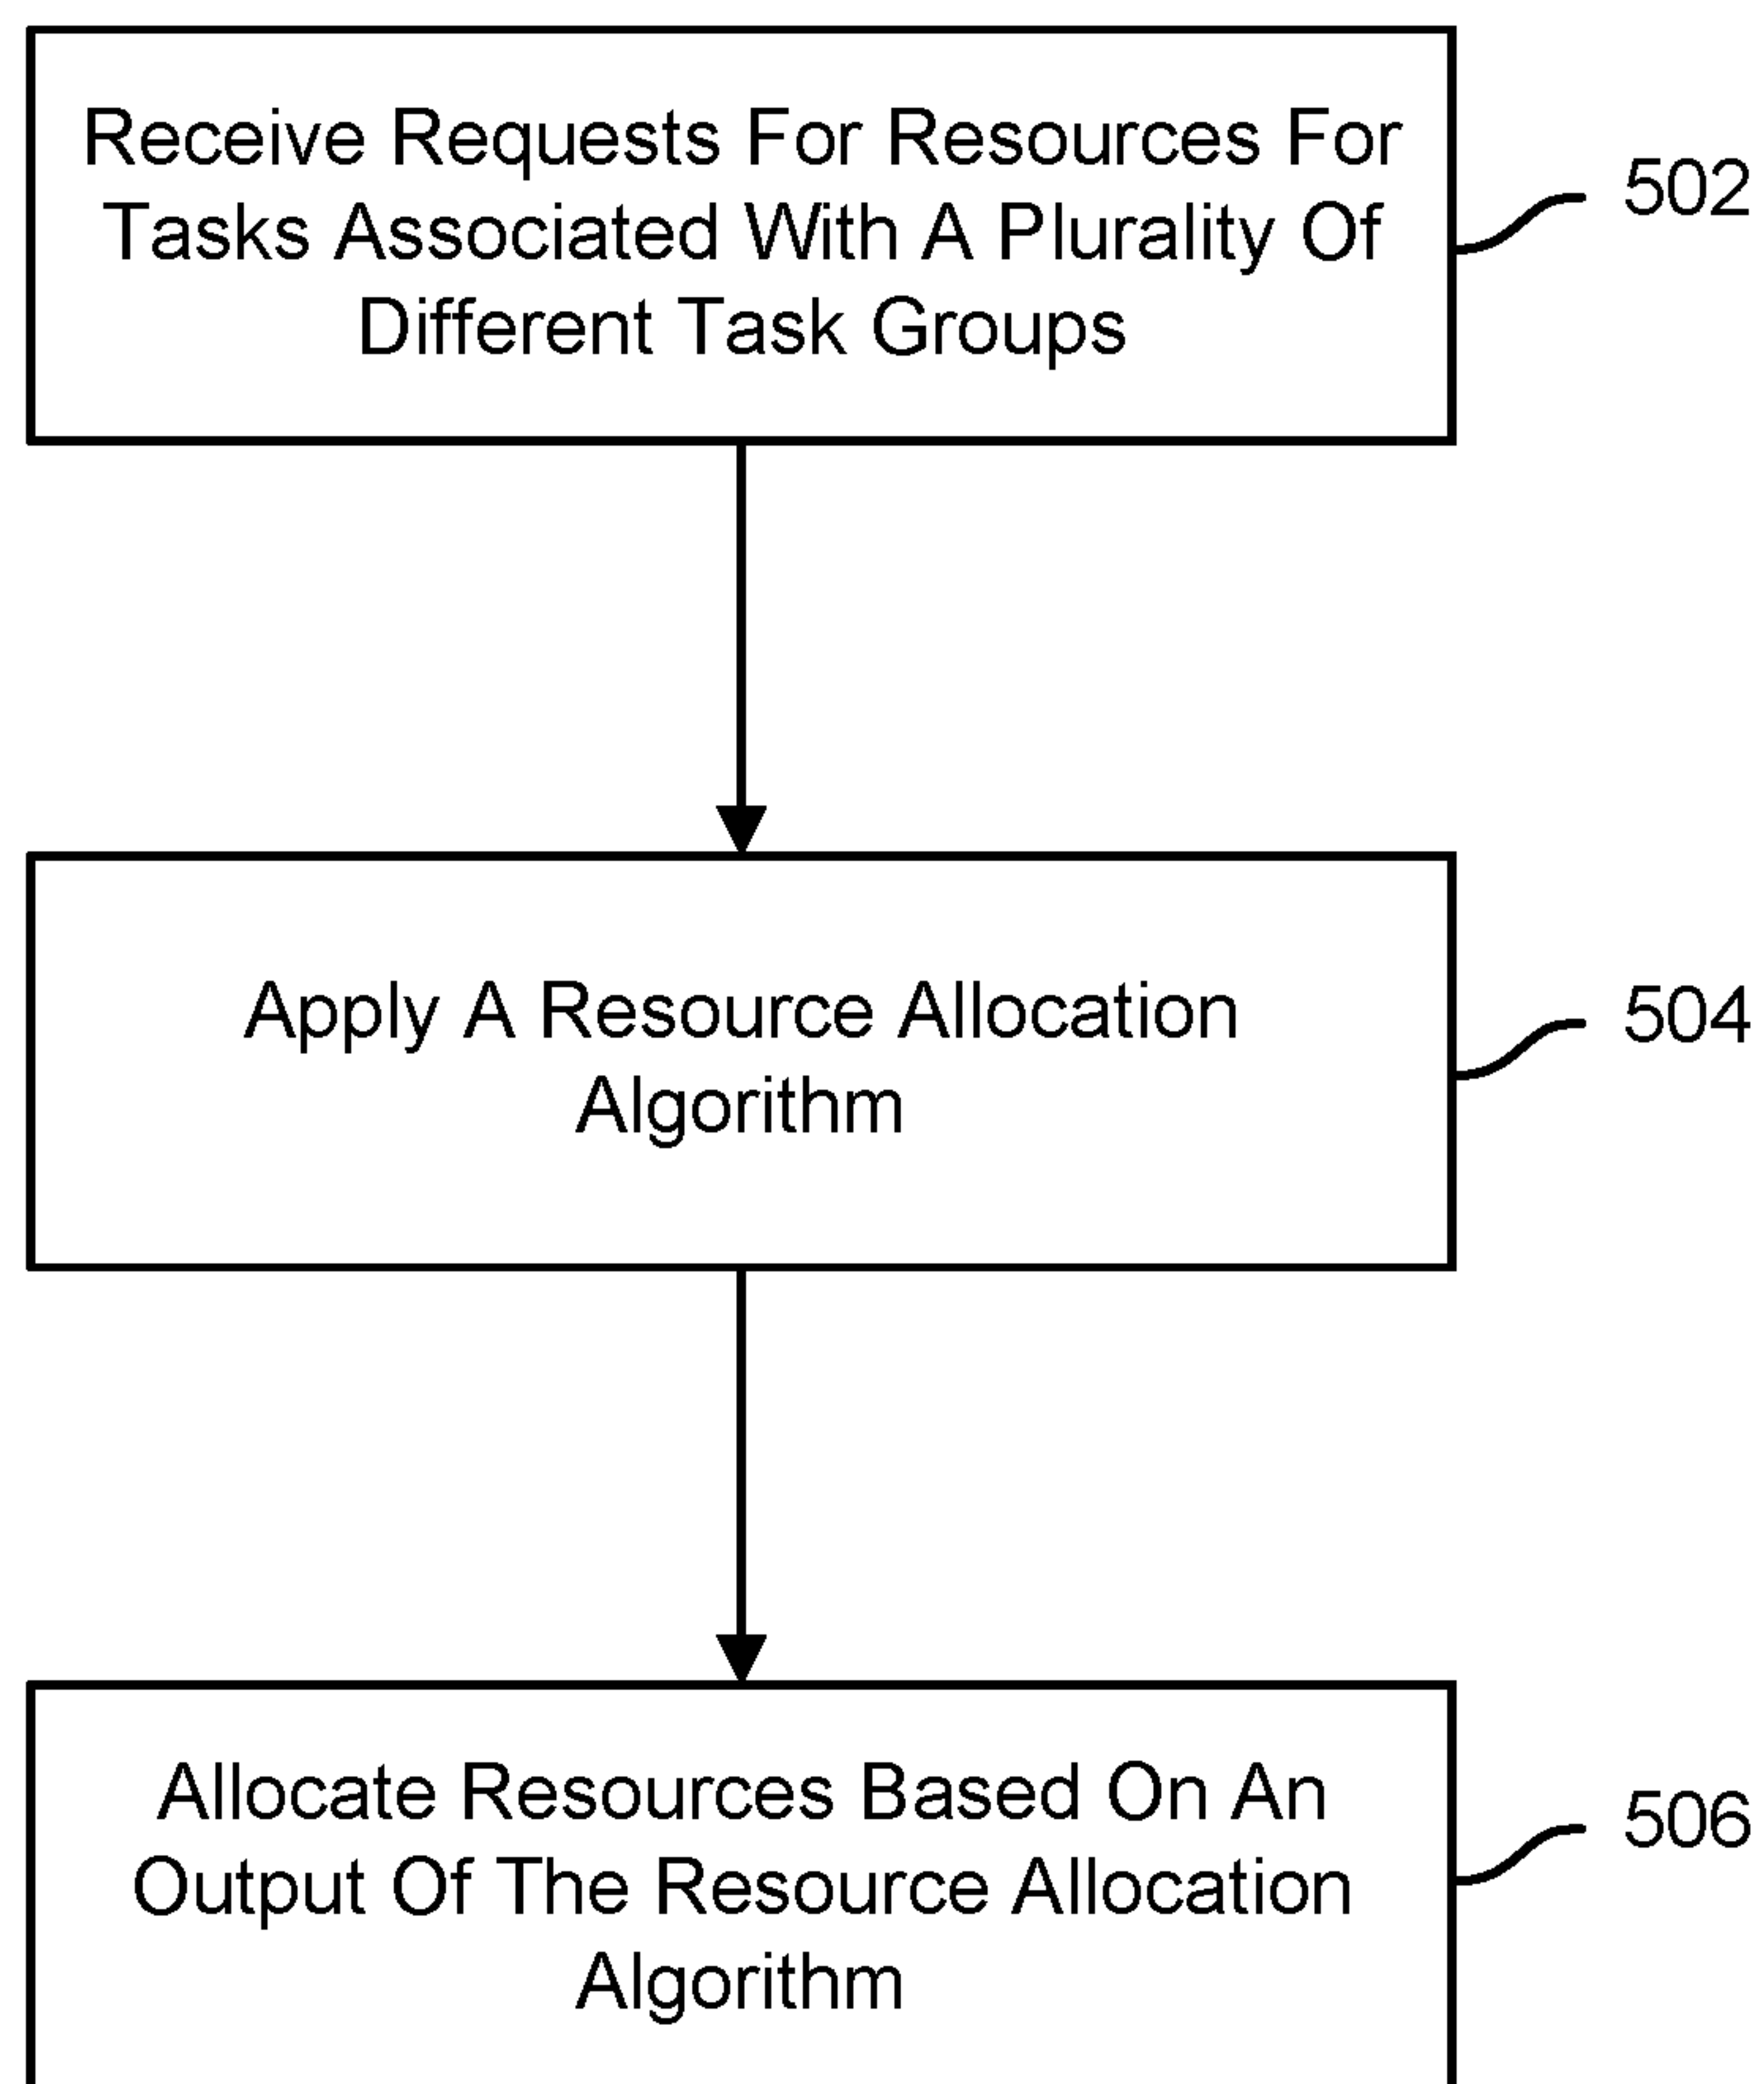 Receive Requests For Resources For
Tasks Associated With A Plurality Of
Different Task Groups
502
Apply A Resource Allocation
Algorithm
504
Allocate Resources Based On An
Output Of The Resource Allocation
Algorithm
506